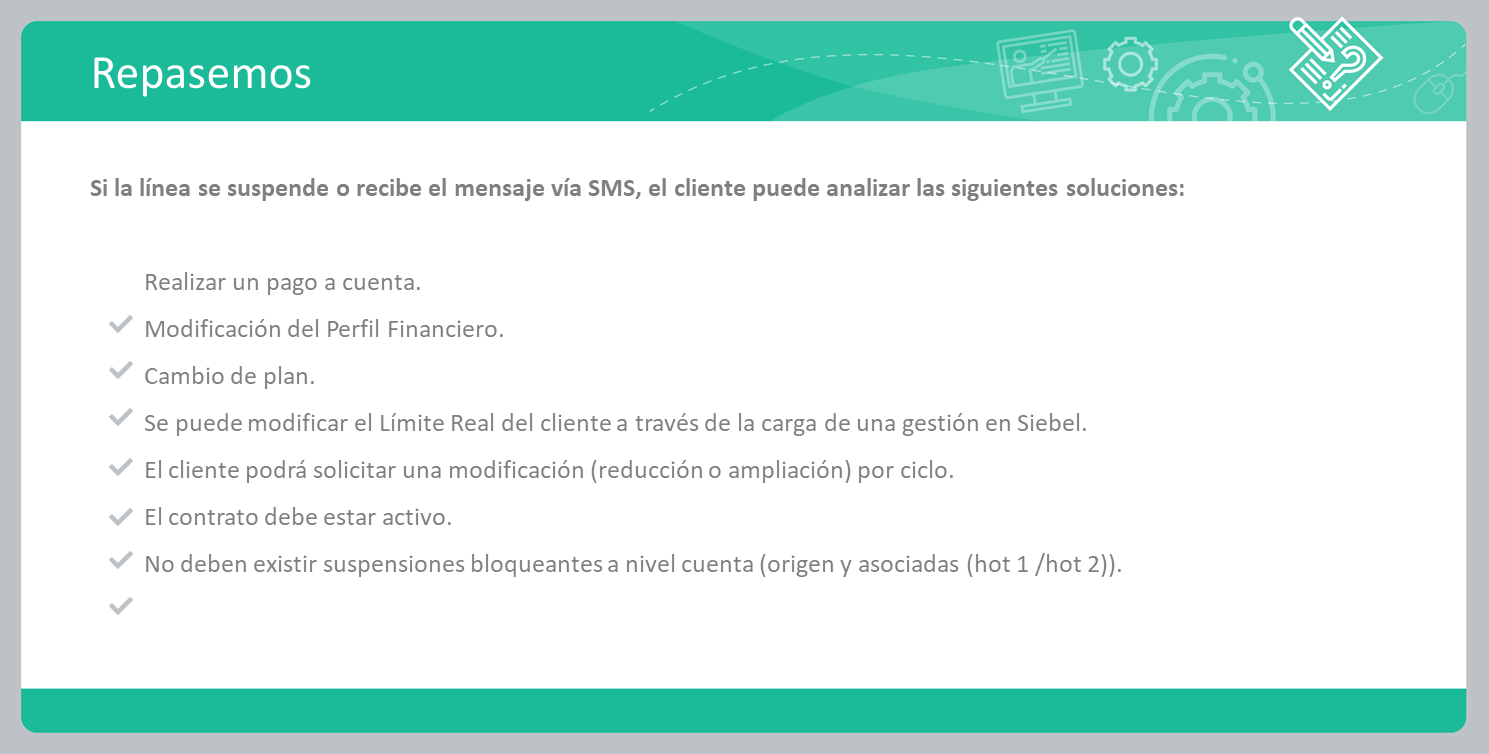 Repasemos
Si la línea se suspende o recibe el mensaje vía SMS, el cliente puede analizar las siguientes soluciones:
Realizar un pago a cuenta.
Modificación del Perfil Financiero.
Cambio de plan.
Se puede modificar el Límite Real del cliente a través de la carga de una gestión en Siebel.
El cliente podrá solicitar una modificación (reducción o ampliación) por ciclo.
El contrato debe estar activo.
No deben existir suspensiones bloqueantes a nivel cuenta (origen y asociadas (hot 1 /hot 2)).